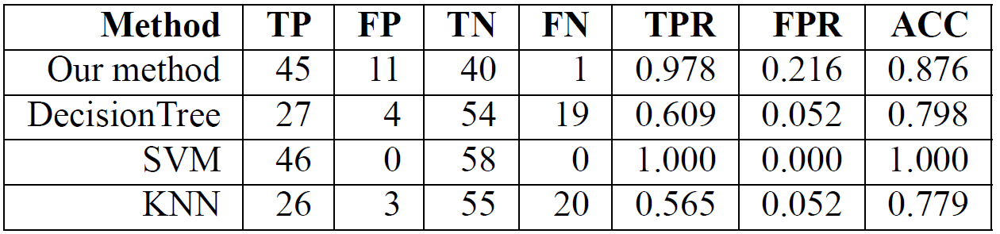 Method TP FP TN FN TPR FPR ACC
Our method 45 11 40 1 0.978 0.216 0.876
DecisionTree 27 4 54 19 0.609 0.052 0.798
SVM 46 0 58 0 1.000 0.000 1.000
KNN 26 3 55 20 0.565 0.052 0.779